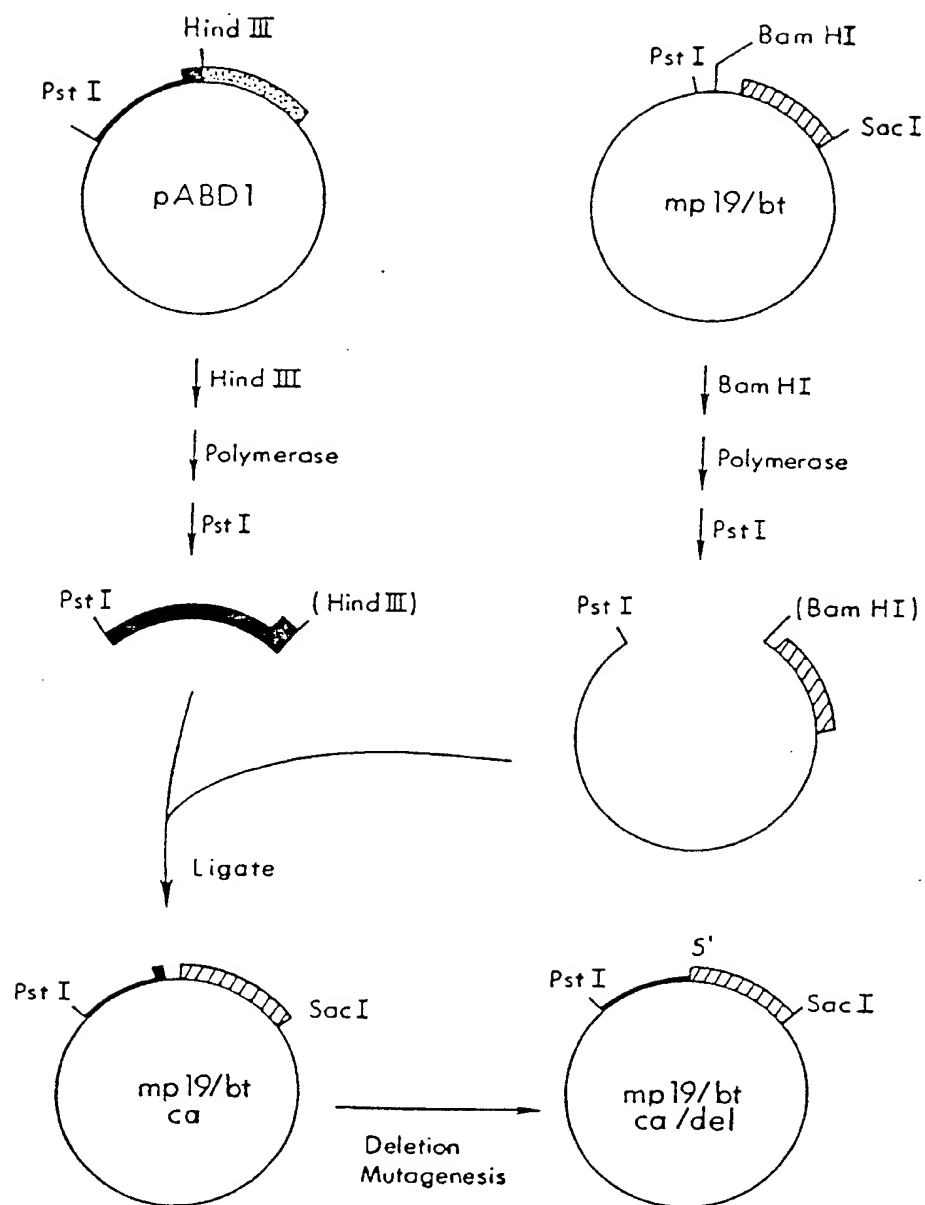 Hind III
Pst I
pABD1
Bam HI
Pst I
Sac I
mp 19/bt
Hind III
Polymerase
Pst I
Bam HI
Polymerase
Pst I
Pst I
(Hind III)
Pst I
(Bam HI)
Ligate
Pst I
Sac I
mp 19/bt
ca
Deletion
Mutagenesis
5'
Pst I
Sac I
mp 19/bt
ca/del